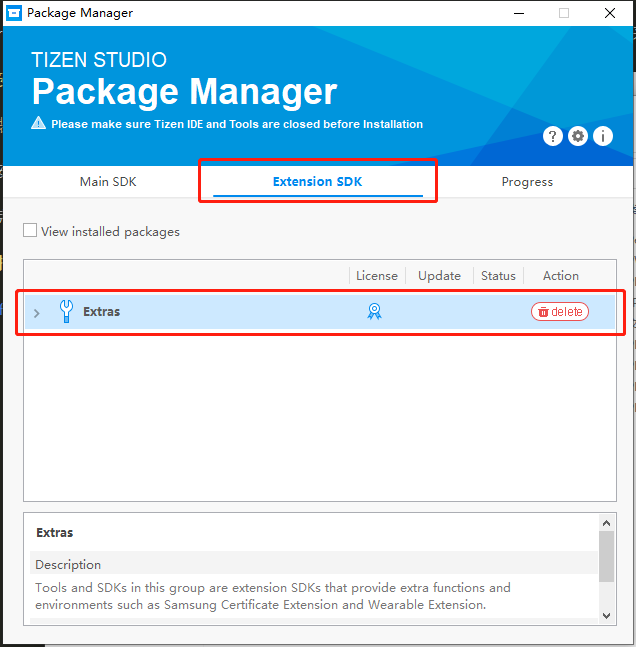 Package Manager
TIZEN STUDIO
Package Manager
Please make sure Tizen IDE and Tools are closed before Installation
Main SDK
Extension SDK
Progress
View installed packages
License Update Status Action
Extras delete
Extras
Description
Tools and SDKs in this group are extension SDKs that provide extra functions and
environments such as Samsung Certificate Extension and Wearable Extension.